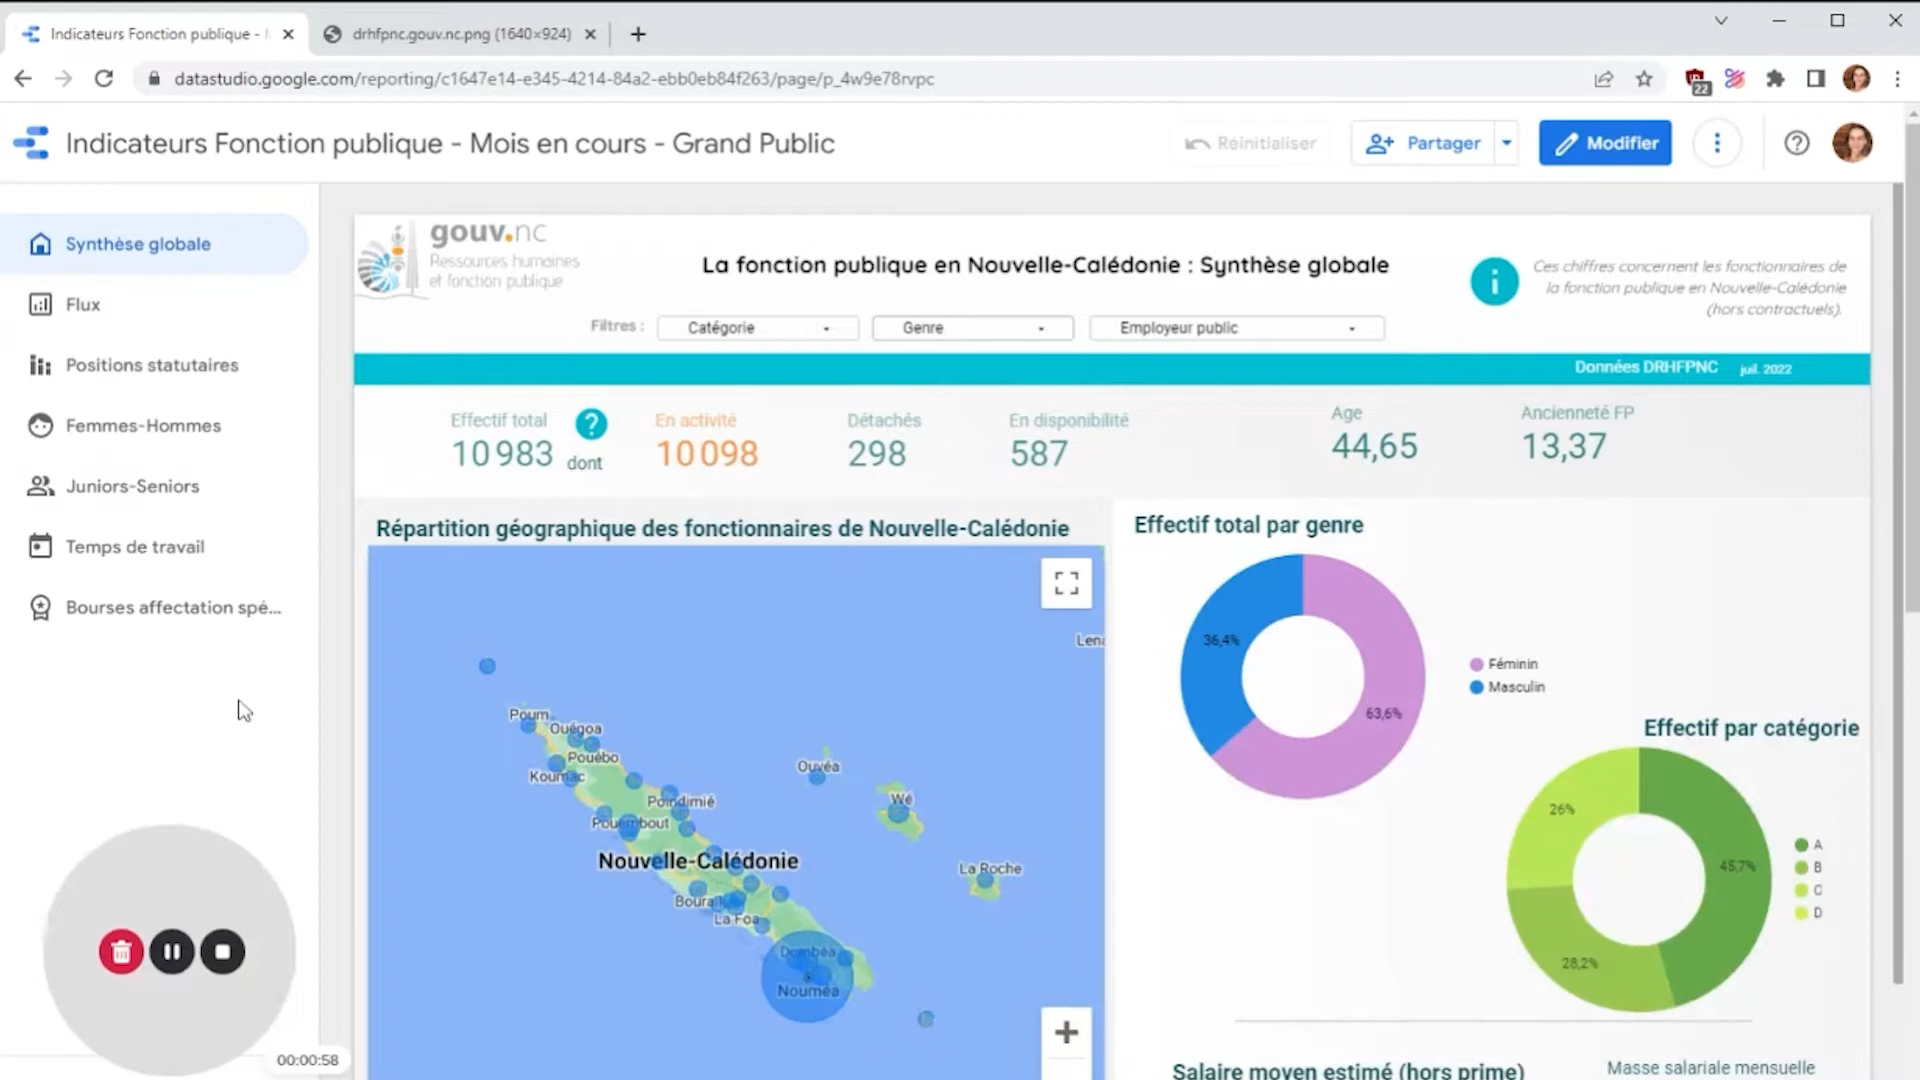 Indicateurs Fonction publique -
drhfpnc.gouv.nc.png (1640×924)
datastudio.google.com/reporting/c1647e14-e345-4214-84a2-ebb0eb84f263/page/p_4w9e78rvpc
22
Indicateurs Fonction publique - Mois en cours - Grand Public
Réinitialiser
Partager
Modifier
Synthèse globale
Flux
Positions statutaires
Femmes-Hommes
Juniors-Seniors
Temps de travail
Bourses affectation spé...
gouv.nc
Ressources humaines
et fonction publique
La fonction publique en Nouvelle-Calédonie : Synthèse globale
i
Ces chiffres concernent les fonctionnaires de
la fonction publique en Nouvelle-Calédonie
(hors contractuels).
Filtres :
Catégorie
Genre
Employeur public
Données DRHFPNC
juil. 2022
Effectif total
10 983
?
dont
En activité
10 098
Détachés
298
En disponibilité
587
Age
44,65
Ancienneté FP
13,37
Répartition géographique des fonctionnaires de Nouvelle-Calédonie
Lena
Poum
Ouégoa
Pouébo
Koumac
Poindimié
Pouembout
Nouvelle-Calédonie
Ouvéa
Wé
La Roche
Bourail
La Foa
Dumbéa
Nouméa
+
Effectif total par genre
36,4%
63,6%
Féminin
Masculin
Effectif par catégorie
26%
45,7%
28,2%
A
B
C
D
Salaire moyen estimé (hors prime)
Masse salariale mensuelle
00:00:58